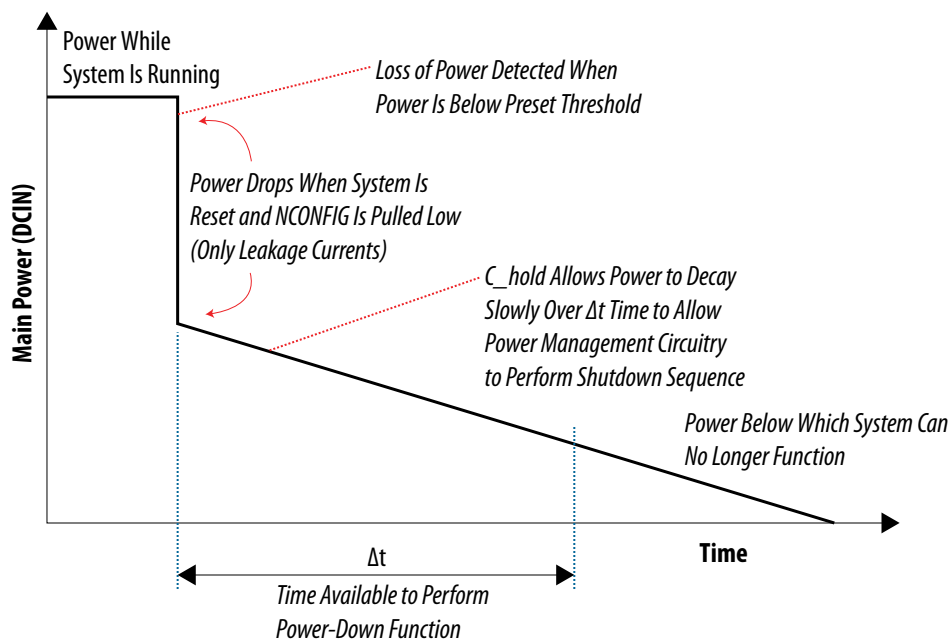 Power While
System Is Running
Loss of Power Detected When
Power Is Below Preset Threshold
Power Drops When System Is
Reset and NCONFIG Is Pulled Low
(Only Leakage Currents)
C_hold Allows Power to Decay
Slowly Over Δt Time to Allow
Power Management Circuitry
to Perform Shutdown Sequence
Power Below Which System Can
No Longer Function
Main Power (DCIN)
Time
Δt
Time Available to Perform
Power-Down Function